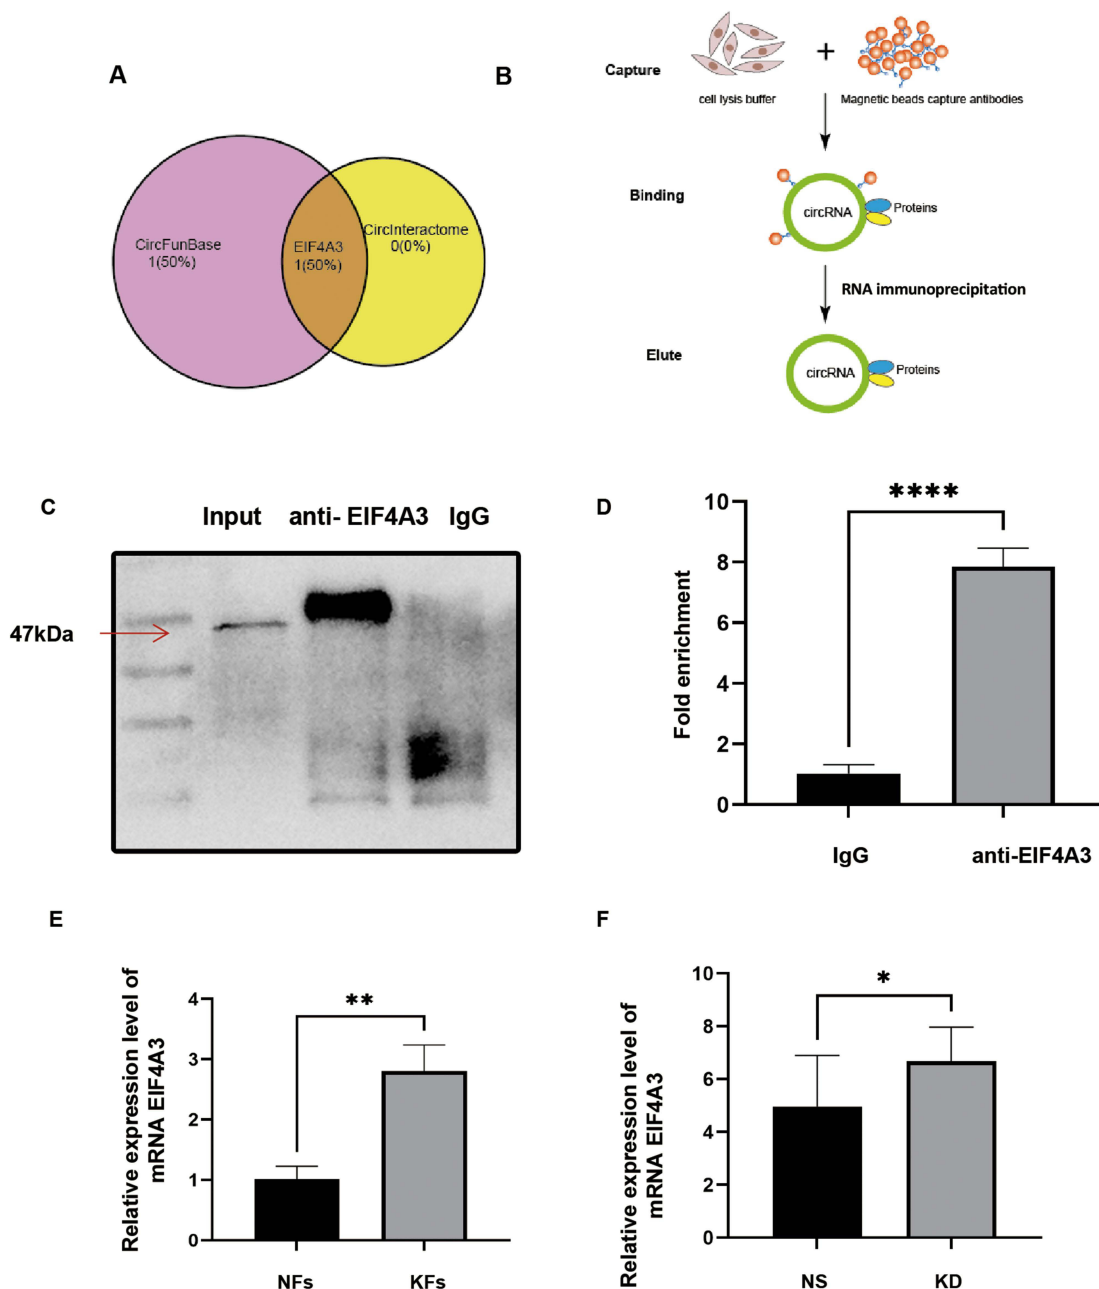 A
CircFunBase
1(50%)
EIF4A3
1(50%)
CircInteractome
0(0%)
B
Capture
+
cell lysis buffer
Magnetic beads capture antibodies
Binding
circRNA
Proteins
RNA immunoprecipitation
Elute
circRNA
Proteins
C
Input
anti- EIF4A3
IgG
47kDa
D
****
Fold enrichment
10
8
6
4
2
0
IgG
anti-EIF4A3
E
**
Relative expression level of
mRNA EIF4A3
4
3
2
1
0
NFs
KFs
F
*
Relative expression level of
mRNA EIF4A3
10
8
6
4
2
0
NS
KD